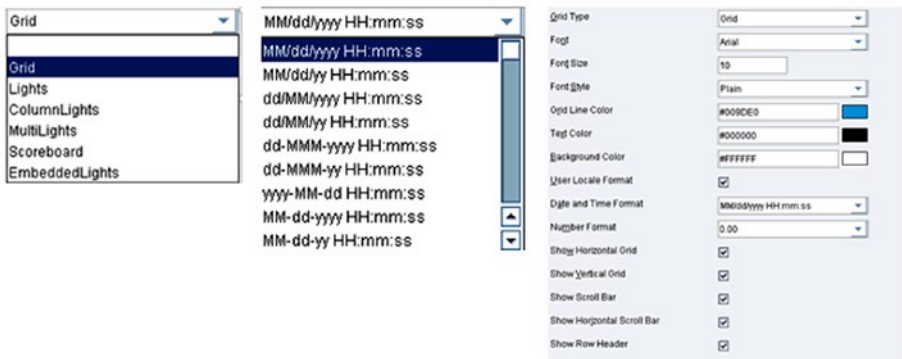 Grid
Grid
Lights
ColumnLights
MultiLights
Scoreboard
EmbeddedLights
MM/dd/yyyy HH:mm:ss
MM/dd/yyyy HH:mm:ss
MM/dd/yy HH:mm:ss
dd/MM/yyyy HH:mm:ss
dd/MM/yy HH:mm:ss
dd-MMM-yyyy HH:mm:ss
dd-MMM-yy HH:mm:ss
yyyy-MM-dd HH:mm:ss
MM-dd-yyyy HH:mm:ss
MM-dd-yy HH:mm:ss
Grid Type Grid
Font Arial
Font Size 10
Font Style Plain
Grid Line Color #009DE0
Text Color #000000
Background Color #FFFFFF
User Locale Format
Date and Time Format MM/dd/yyyy HH:mm:ss
Number Format 0.00
Show Horizontal Grid
Show Vertical Grid
Show Scroll Bar
Show Horizontal Scroll Bar
Show Row Header